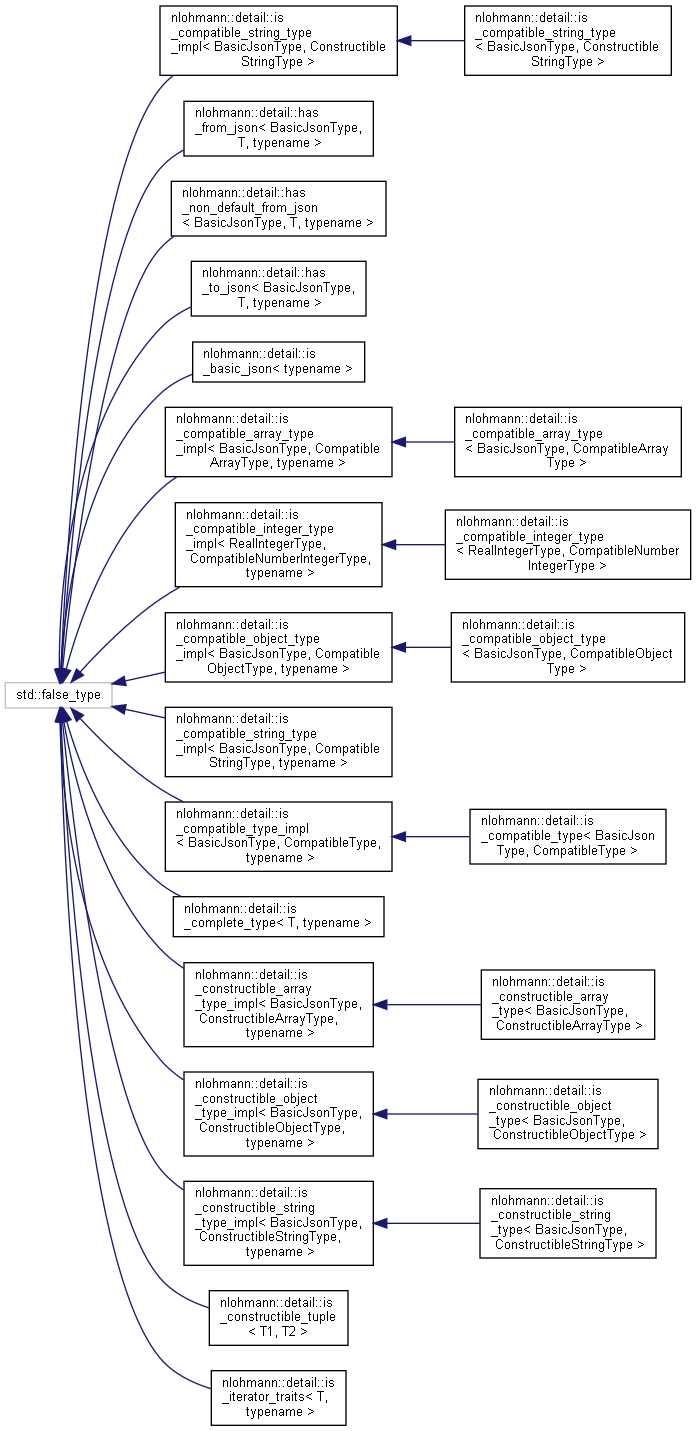 nlohmann::detail::is
_compatible_string_type
_impl< BasicJsonType, Constructible
StringType >
nlohmann::detail::is
_compatible_string_type
< BasicJsonType, Constructible
StringType >
nlohmann::detail::has
_from_json< BasicJsonType,
T, typename >
nlohmann::detail::has
_non_default_from_json
< BasicJsonType, T, typename >
nlohmann::detail::has
_to_json< BasicJsonType,
T, typename >
nlohmann::detail::is
_basic_json< typename >
nlohmann::detail::is
_compatible_array_type
_impl< BasicJsonType, Compatible
ArrayType, typename >
nlohmann::detail::is
_compatible_array_type
< BasicJsonType, CompatibleArray
Type >
nlohmann::detail::is
_compatible_integer_type
_impl< RealIntegerType,
CompatibleNumberIntegerType,
typename >
nlohmann::detail::is
_compatible_integer_type
< RealIntegerType, CompatibleNumber
IntegerType >
nlohmann::detail::is
_compatible_object_type
_impl< BasicJsonType, Compatible
ObjectType, typename >
nlohmann::detail::is
_compatible_object_type
< BasicJsonType, CompatibleObject
Type >
std::false_type
nlohmann::detail::is
_compatible_string_type
_impl< BasicJsonType, Compatible
StringType, typename >
nlohmann::detail::is
_compatible_type_impl
< BasicJsonType, CompatibleType,
typename >
nlohmann::detail::is
_compatible_type< BasicJson
Type, CompatibleType >
nlohmann::detail::is
_complete_type< T, typename >
nlohmann::detail::is
_constructible_array
_type_impl< BasicJsonType,
ConstructibleArrayType,
typename >
nlohmann::detail::is
_constructible_array
_type< BasicJsonType,
ConstructibleArrayType >
nlohmann::detail::is
_constructible_object
_type_impl< BasicJsonType,
ConstructibleObjectType,
typename >
nlohmann::detail::is
_constructible_object
_type< BasicJsonType,
ConstructibleObjectType >
nlohmann::detail::is
_constructible_string
_type_impl< BasicJsonType,
ConstructibleStringType,
typename >
nlohmann::detail::is
_constructible_string
_type< BasicJsonType,
ConstructibleStringType >
nlohmann::detail::is
_constructible_tuple
< T1, T2 >
nlohmann::detail::is
_iterator_traits< T,
typename >